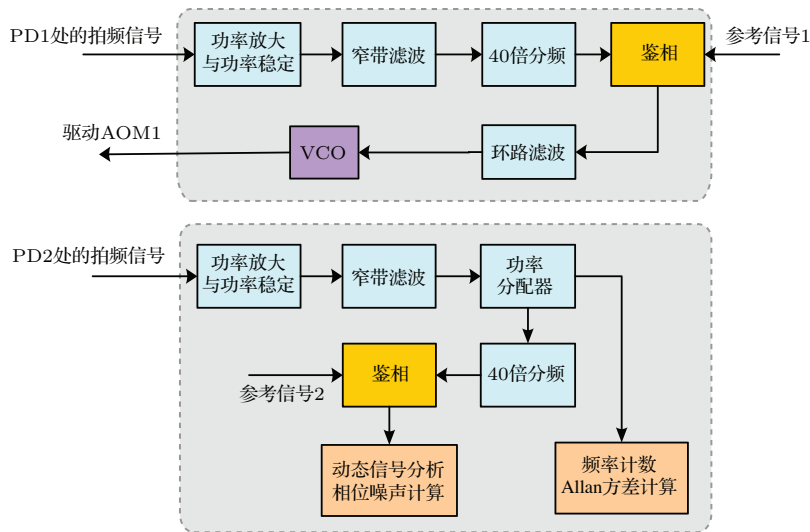 PD1处的拍频信号
功率放大
与功率稳定
窄带滤波
40倍分频
鉴相
参考信号1
驱动AOM1
VCO
环路滤波
PD2处的拍频信号
功率放大
与功率稳定
窄带滤波
功率
分配器
参考信号2
鉴相
40倍分频
动态信号分析
相位噪声计算
频率计数
Allan方差计算